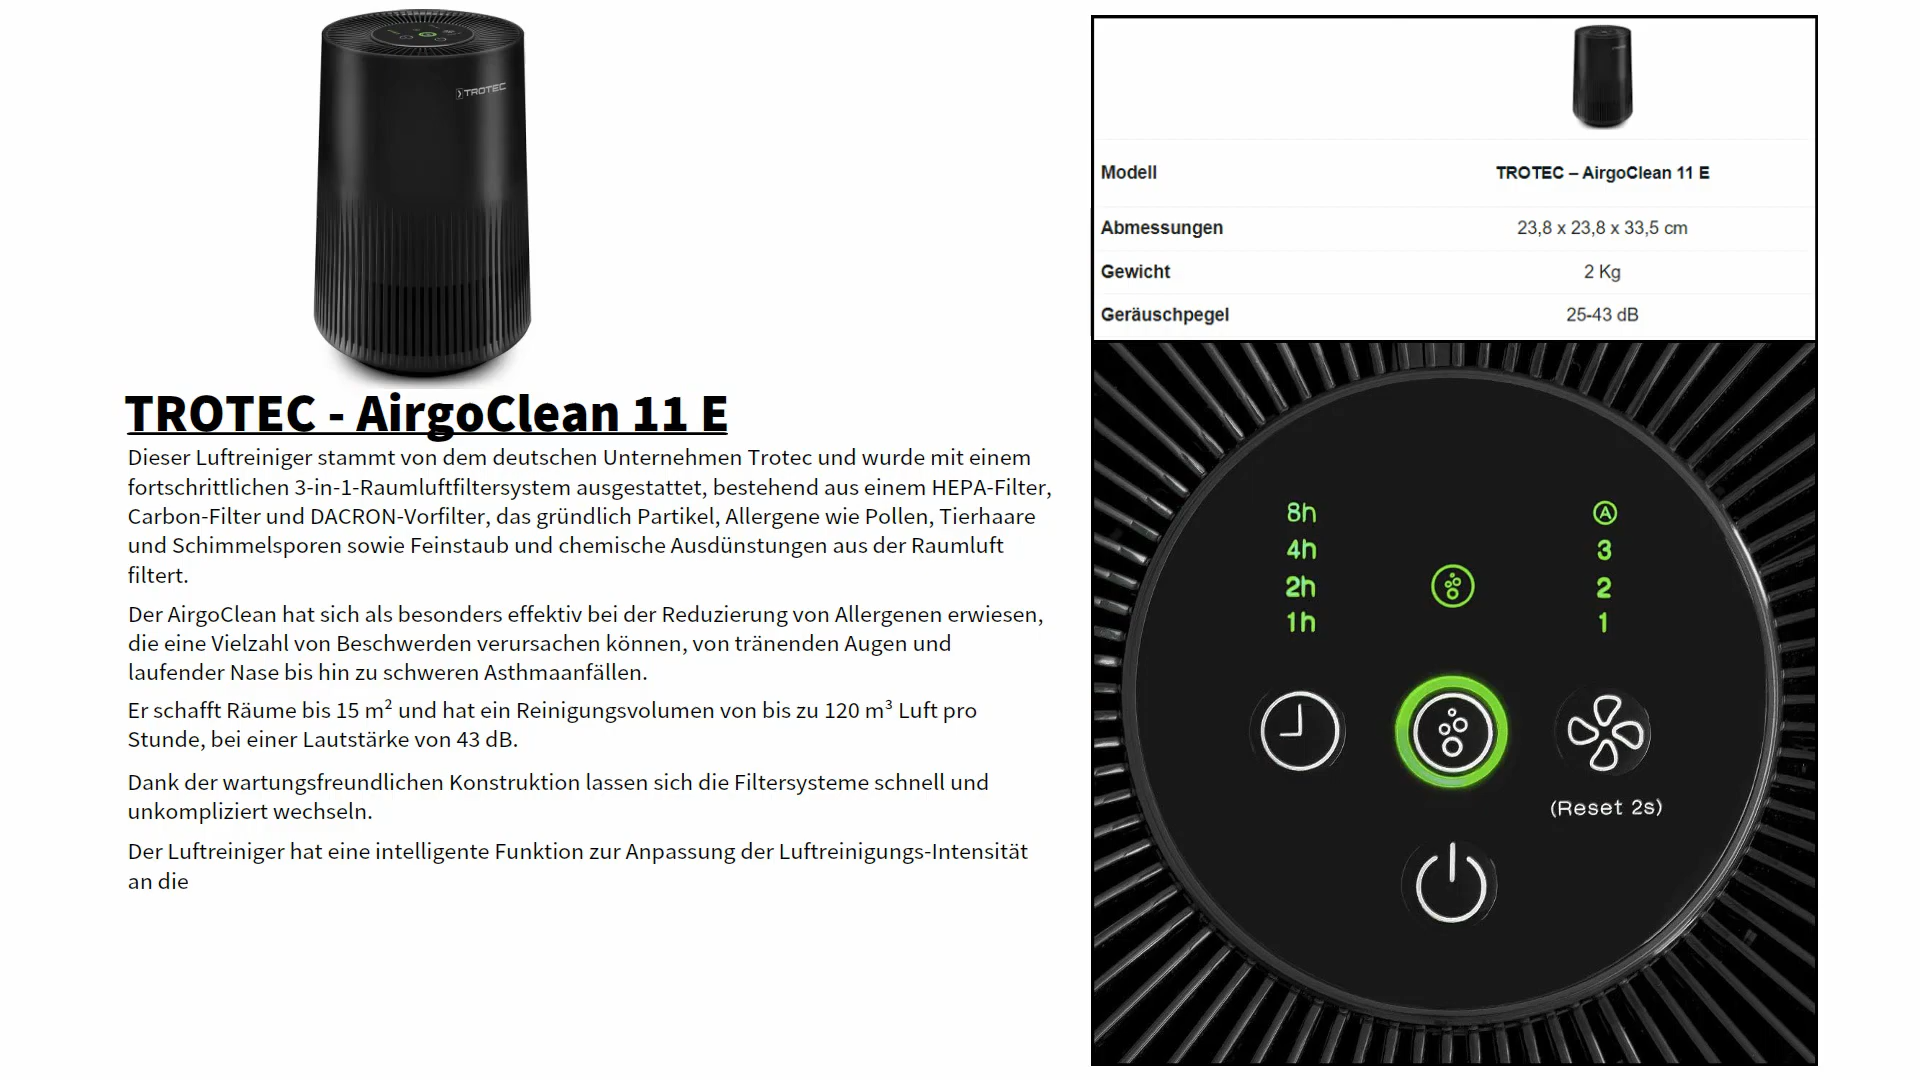 TROTEC
TROTEC - AirgoClean 11 E
Dieser Luftreiniger stammt von dem deutschen Unternehmen Trotec und wurde mit einem
fortschrittlichen 3-in-1-Raumluftfiltersystem ausgestattet, bestehend aus einem HEPA-Filter,
Carbon-Filter und DACRON-Vorfilter, das gründlich Partikel, Allergene wie Pollen, Tierhaare
und Schimmelsporen sowie Feinstaub und chemische Ausdünstungen aus der Raumluft
filtert.
Der AirgoClean hat sich als besonders effektiv bei der Reduzierung von Allergenen erwiesen,
die eine Vielzahl von Beschwerden verursachen können, von tränenden Augen und
laufender Nase bis hin zu schweren Asthmaanfällen.
Er schafft Räume bis 15 m² und hat ein Reinigungsvolumen von bis zu 120 m³ Luft pro
Stunde, bei einer Lautstärke von 43 dB.
Dank der wartungsfreundlichen Konstruktion lassen sich die Filtersysteme schnell und
unkompliziert wechseln.
Der Luftreiniger hat eine intelligente Funktion zur Anpassung der Luftreinigungs-Intensität
an die
Modell TROTEC – AirgoClean 11 E
Abmessungen 23,8 x 23,8 x 33,5 cm
Gewicht 2 Kg
Geräuschpegel 25-43 dB
8h A
4h 3
2h 2
1h 1
(Reset 2s)